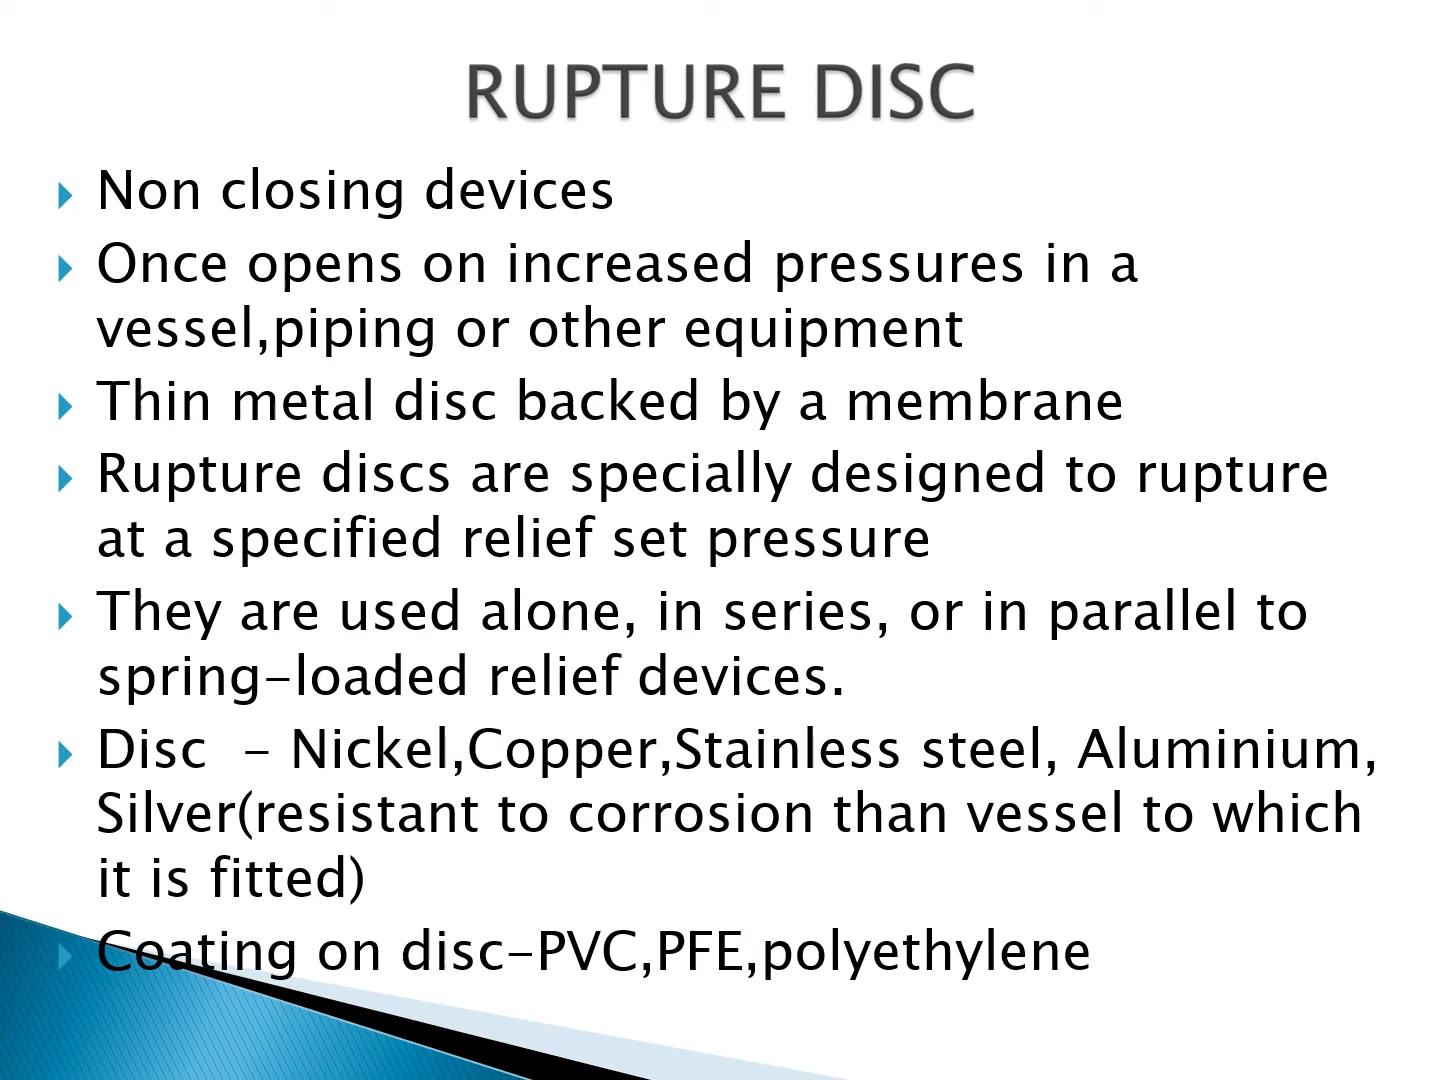 RUPTURE DISC
Non closing devices
Once opens on increased pressures in a
vessel,piping or other equipment
Thin metal disc backed by a membrane
Rupture discs are specially designed to rupture
at a specified relief set pressure
They are used alone, in series, or in parallel to
spring-loaded relief devices.
Disc  - Nickel,Copper,Stainless steel, Aluminium,
Silver(resistant to corrosion than vessel to which
it is fitted)
Coating on disc-PVC,PFE,polyethylene